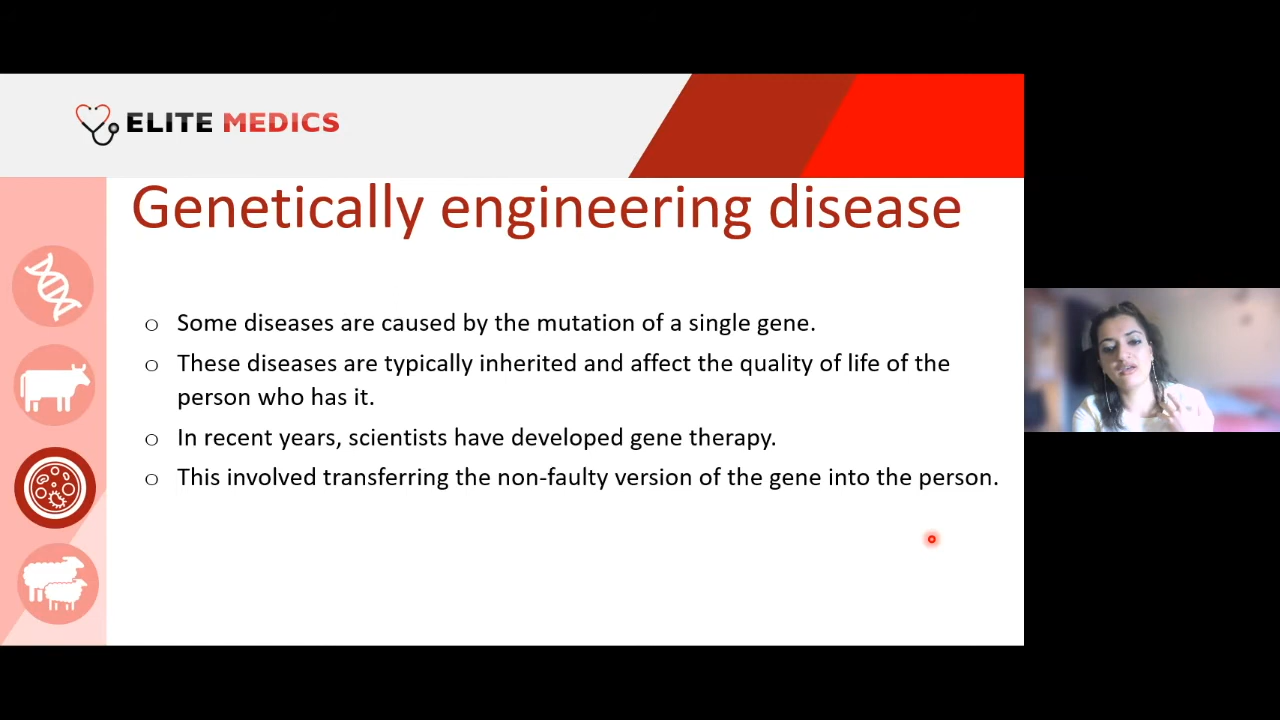 ELITE MEDICS
Genetically engineering disease
o Some diseases are caused by the mutation of a single gene.
o These diseases are typically inherited and affect the quality of life of the
person who has it.
o In recent years, scientists have developed gene therapy.
o This involved transferring the non-faulty version of the gene into the person.